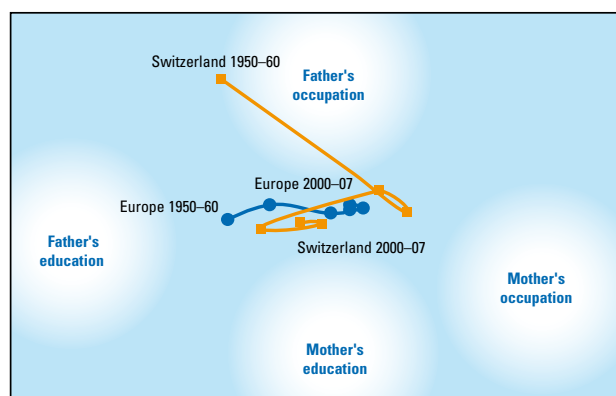 Switzerland 1950–60
Father's
occupation
Europe 2000–07
Europe 1950–60
Father's
education
Switzerland 2000–07
Mother's
occupation
Mother's
education